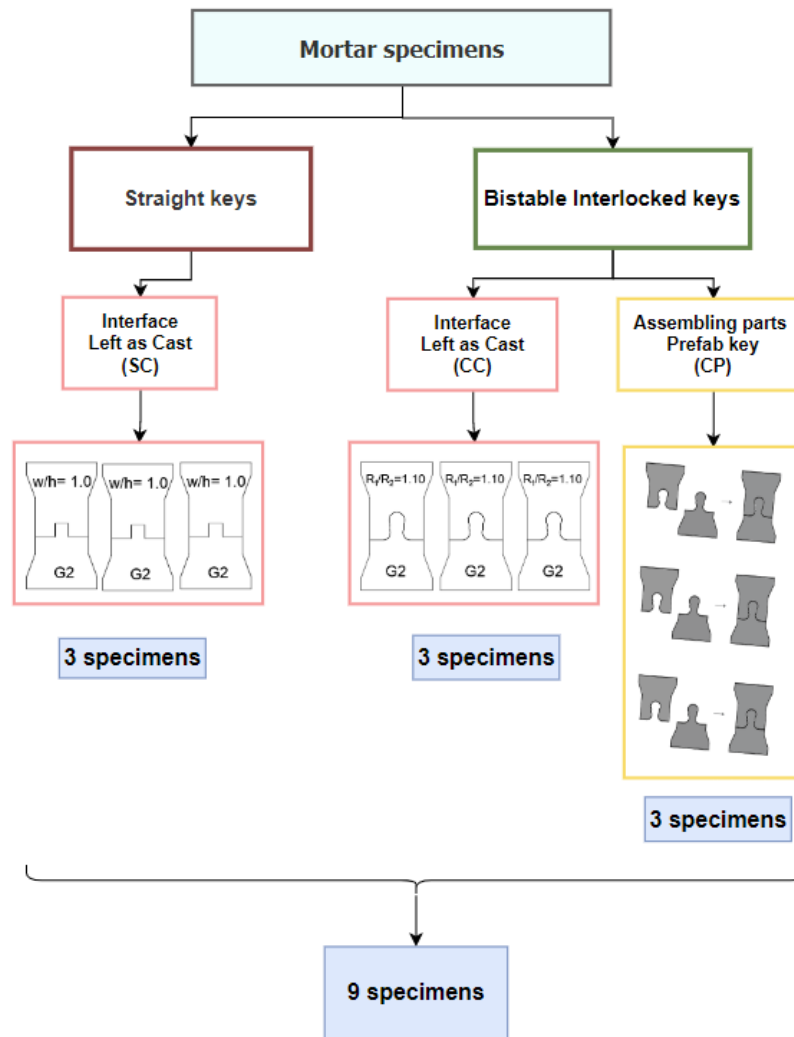 Mortar specimens
Straight keys
Bistable Interlocked keys
Interface
Left as Cast
(SC)
Interface
Left as Cast
(CC)
Assembling parts
Prefab key
(CP)
w/h= 1.0
w/h= 1.0
w/h= 1.0
G2
G2
G2
R₁/R₂=1.10
R₁/R₂=1.10
R₁/R₂=1.10
G2
G2
G2
3 specimens
3 specimens
3 specimens
9 specimens